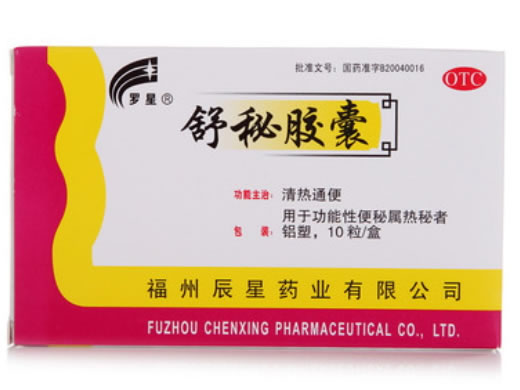 批准文号：国药准字B20040016
OTC
罗星®
舒秘胶囊
功能主治：清热通便
用于功能性便秘属热秘者
包 装：铝塑，10粒/盒
福州辰星药业有限公司
FUZHOU CHENXING PHARMACEUTICAL CO., LTD.